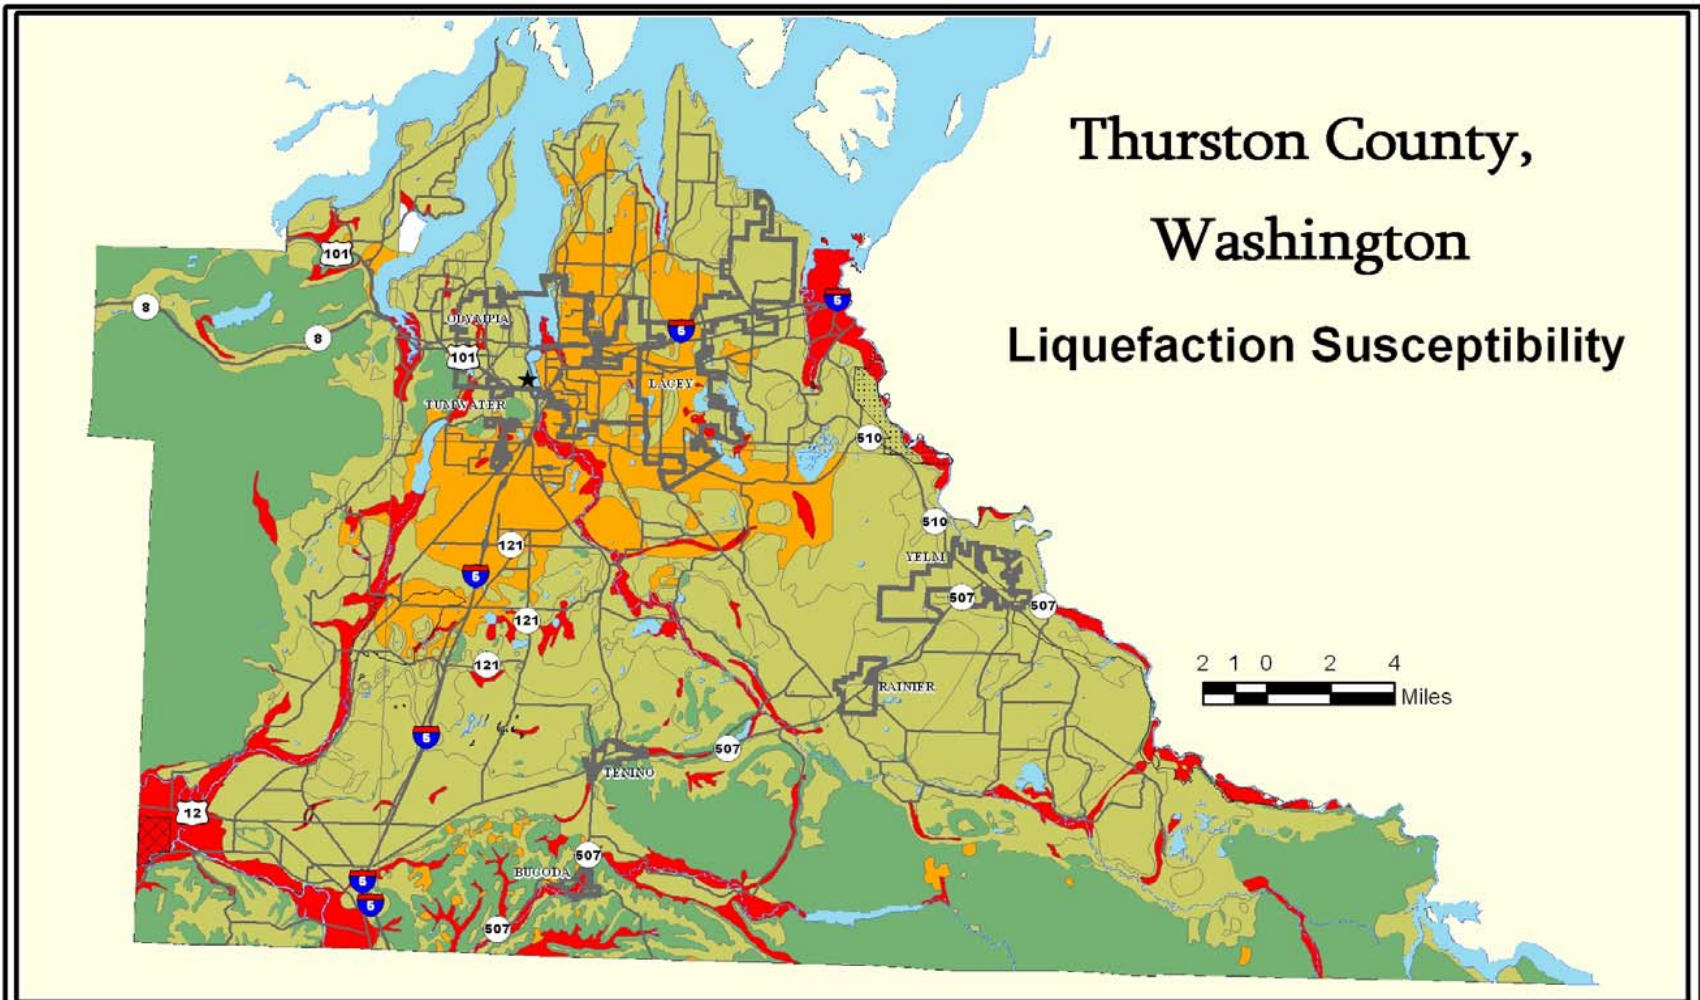 Thurston County,
Washington
Liquefaction Susceptibility
101
8
8
5
OLYMPIA
5
101
LACEY
TUMWATER
510
510
121
YELM
5
507
507
121
121
2 1 0 2 4
Miles
RAINIER
5
507
TENINO
12
507
BUCODA
5
5
507